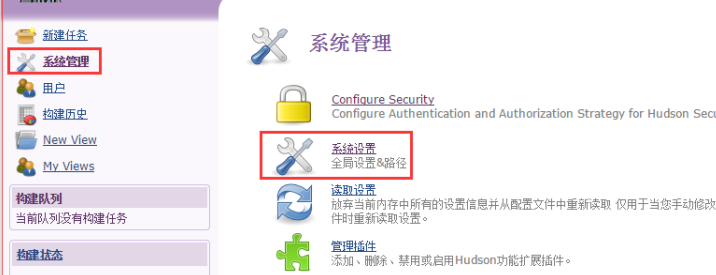 新建任务
系统管理
用户
构建历史
New View
My Views
构建队列
当前队列没有构建任务
构建状态
系统管理
Configure Security
Configure Authentication and Authorization Strategy for Hudson Secu
系统设置
全局设置&路径
读取设置
放弃当前内存中所有的设置信息并从配置文件中重新读取 仅用于当您手动修改
件时重新读取设置。
管理插件
添加、删除、禁用或启用Hudson功能扩展插件。